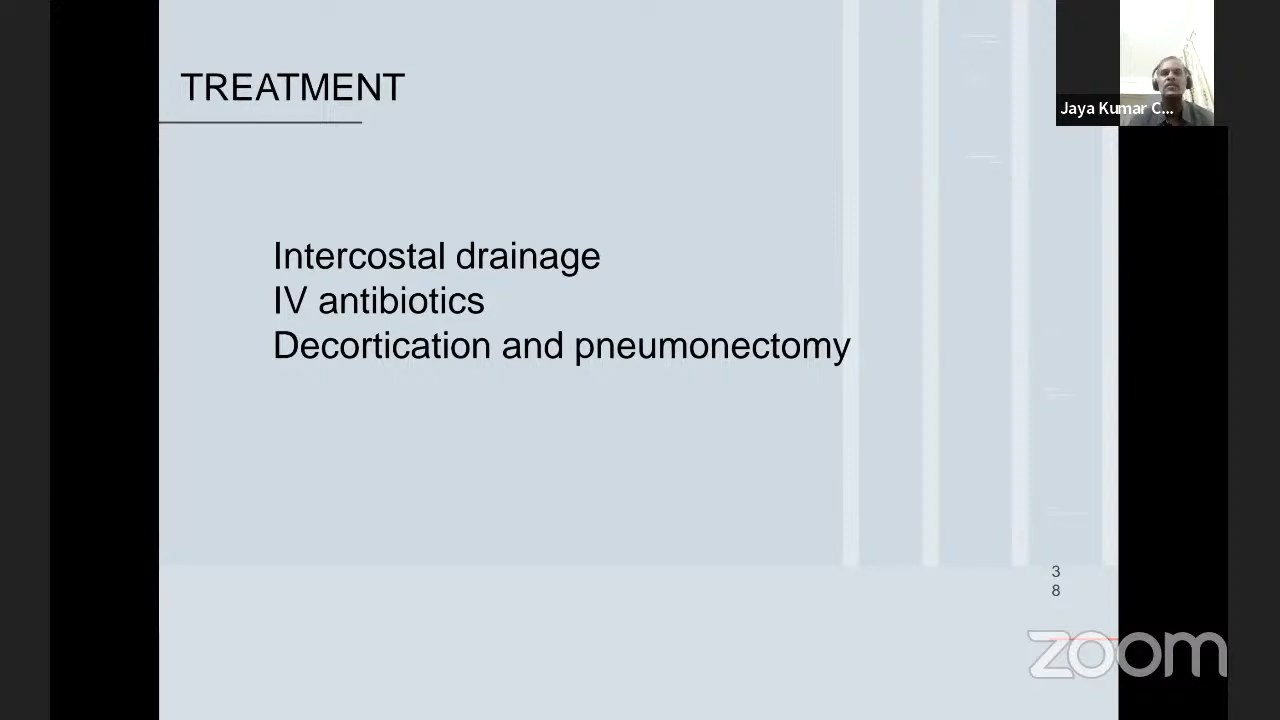 TREATMENT
Jaya Kumar C...
Intercostal drainage
IV antibiotics
Decortication and pneumonectomy
3
8
zoom